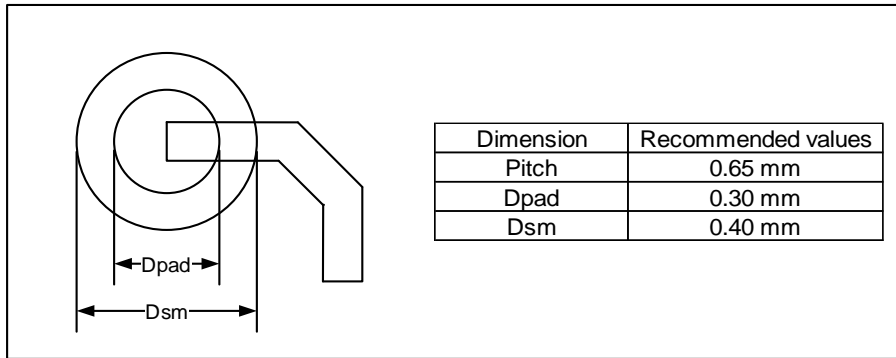 Dpad
Dsm
Dimension Recommended values
Pitch 0.65 mm
Dpad 0.30 mm
Dsm 0.40 mm